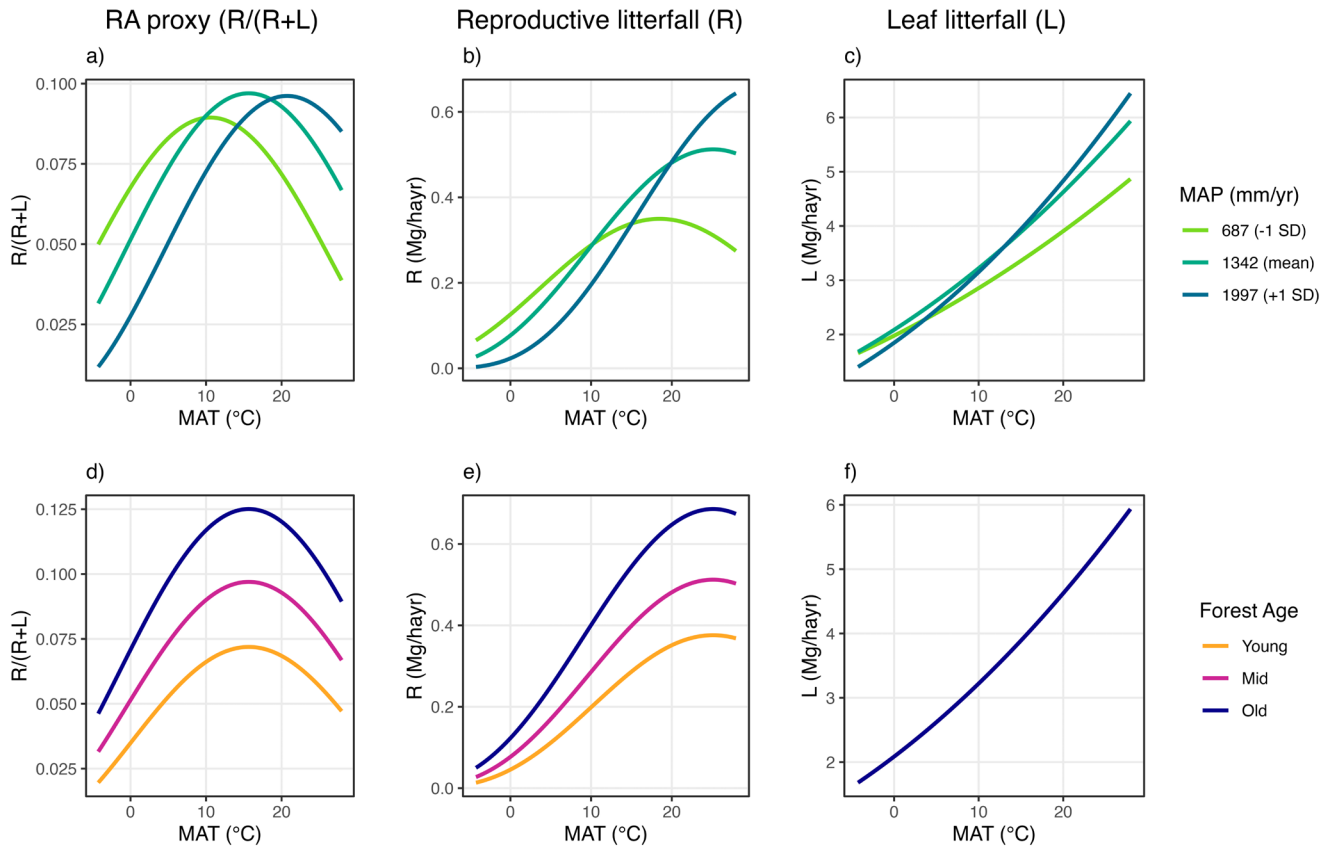 RA proxy (R/(R+L)
Reproductive litterfall (R)
Leaf litterfall (L)
a)
b)
c)
R/(R+L)
0.100
0.075
0.050
0.025
0
10
20
MAT (°C)
R (Mg/hayr)
0.6
0.4
0.2
0.0
0
10
20
MAT (°C)
L (Mg/hayr)
6
5
4
3
2
0
10
20
MAT (°C)
MAP (mm/yr)
687 (-1 SD)
1342 (mean)
1997 (+1 SD)
d)
e)
f)
R/(R+L)
0.125
0.100
0.075
0.050
0.025
0
10
20
MAT (°C)
R (Mg/hayr)
0.6
0.4
0.2
0.0
0
10
20
MAT (°C)
L (Mg/hayr)
6
5
4
3
2
0
10
20
MAT (°C)
Forest Age
Young
Mid
Old